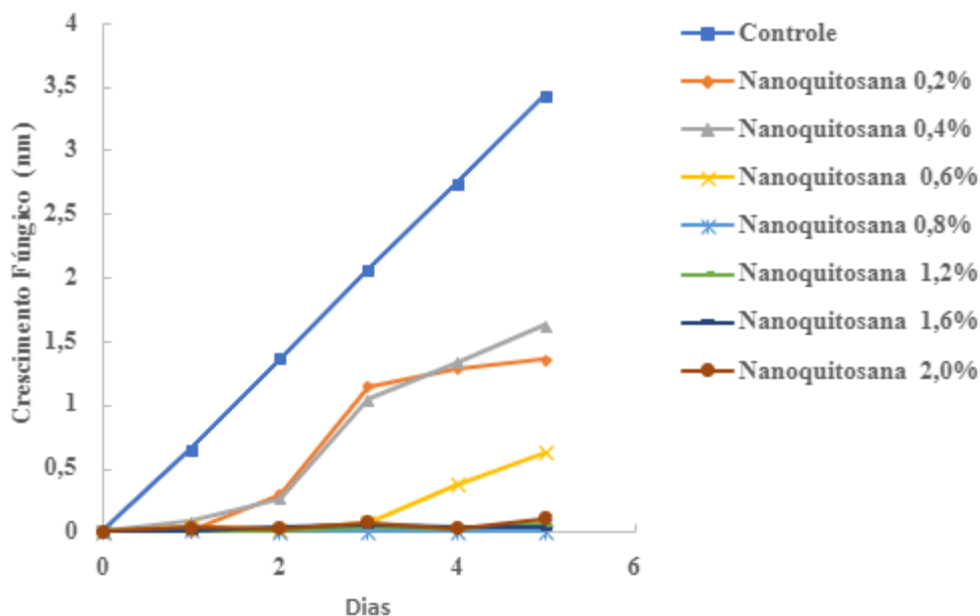 4
3,5
3
2,5
2
1,5
1
0,5
0
Crescimento Fúngico (nm)
0 2 4 6
Dias
Controle
Nanoquitosana 0,2%
Nanoquitosana 0,4%
Nanoquitosana 0,6%
Nanoquitosana 0,8%
Nanoquitosana 1,2%
Nanoquitosana 1,6%
Nanoquitosana 2,0%